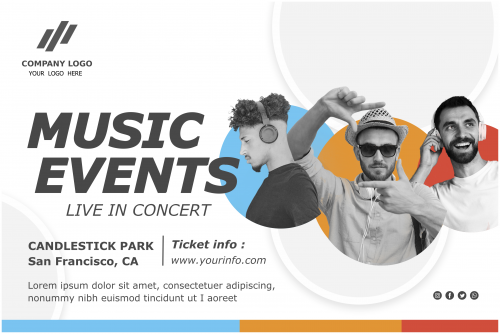 COMPANY LOGO
YOUR LOGO HERE
MUSIC
EVENTS
LIVE IN CONCERT
CANDLESTICK PARK
San Francisco, CA
Ticket info :
www.yourinfo.com
Lorem ipsum dolor sit amet, consectetuer adipiscing,
nonummy nibh euismod tincidunt ut laoreet